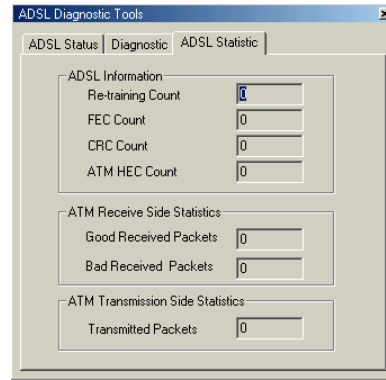 ADSL Diagnostic Tools
ADSL Status Diagnostic ADSL Statistic
ADSL Information
Re-training Count 0
FEC Count 0
CRC Count 0
ATM HEC Count 0
ATM Receive Side Statistics
Good Received Packets 0
Bad Received Packets 0
ATM Transmission Side Statistics
Transmitted Packets 0